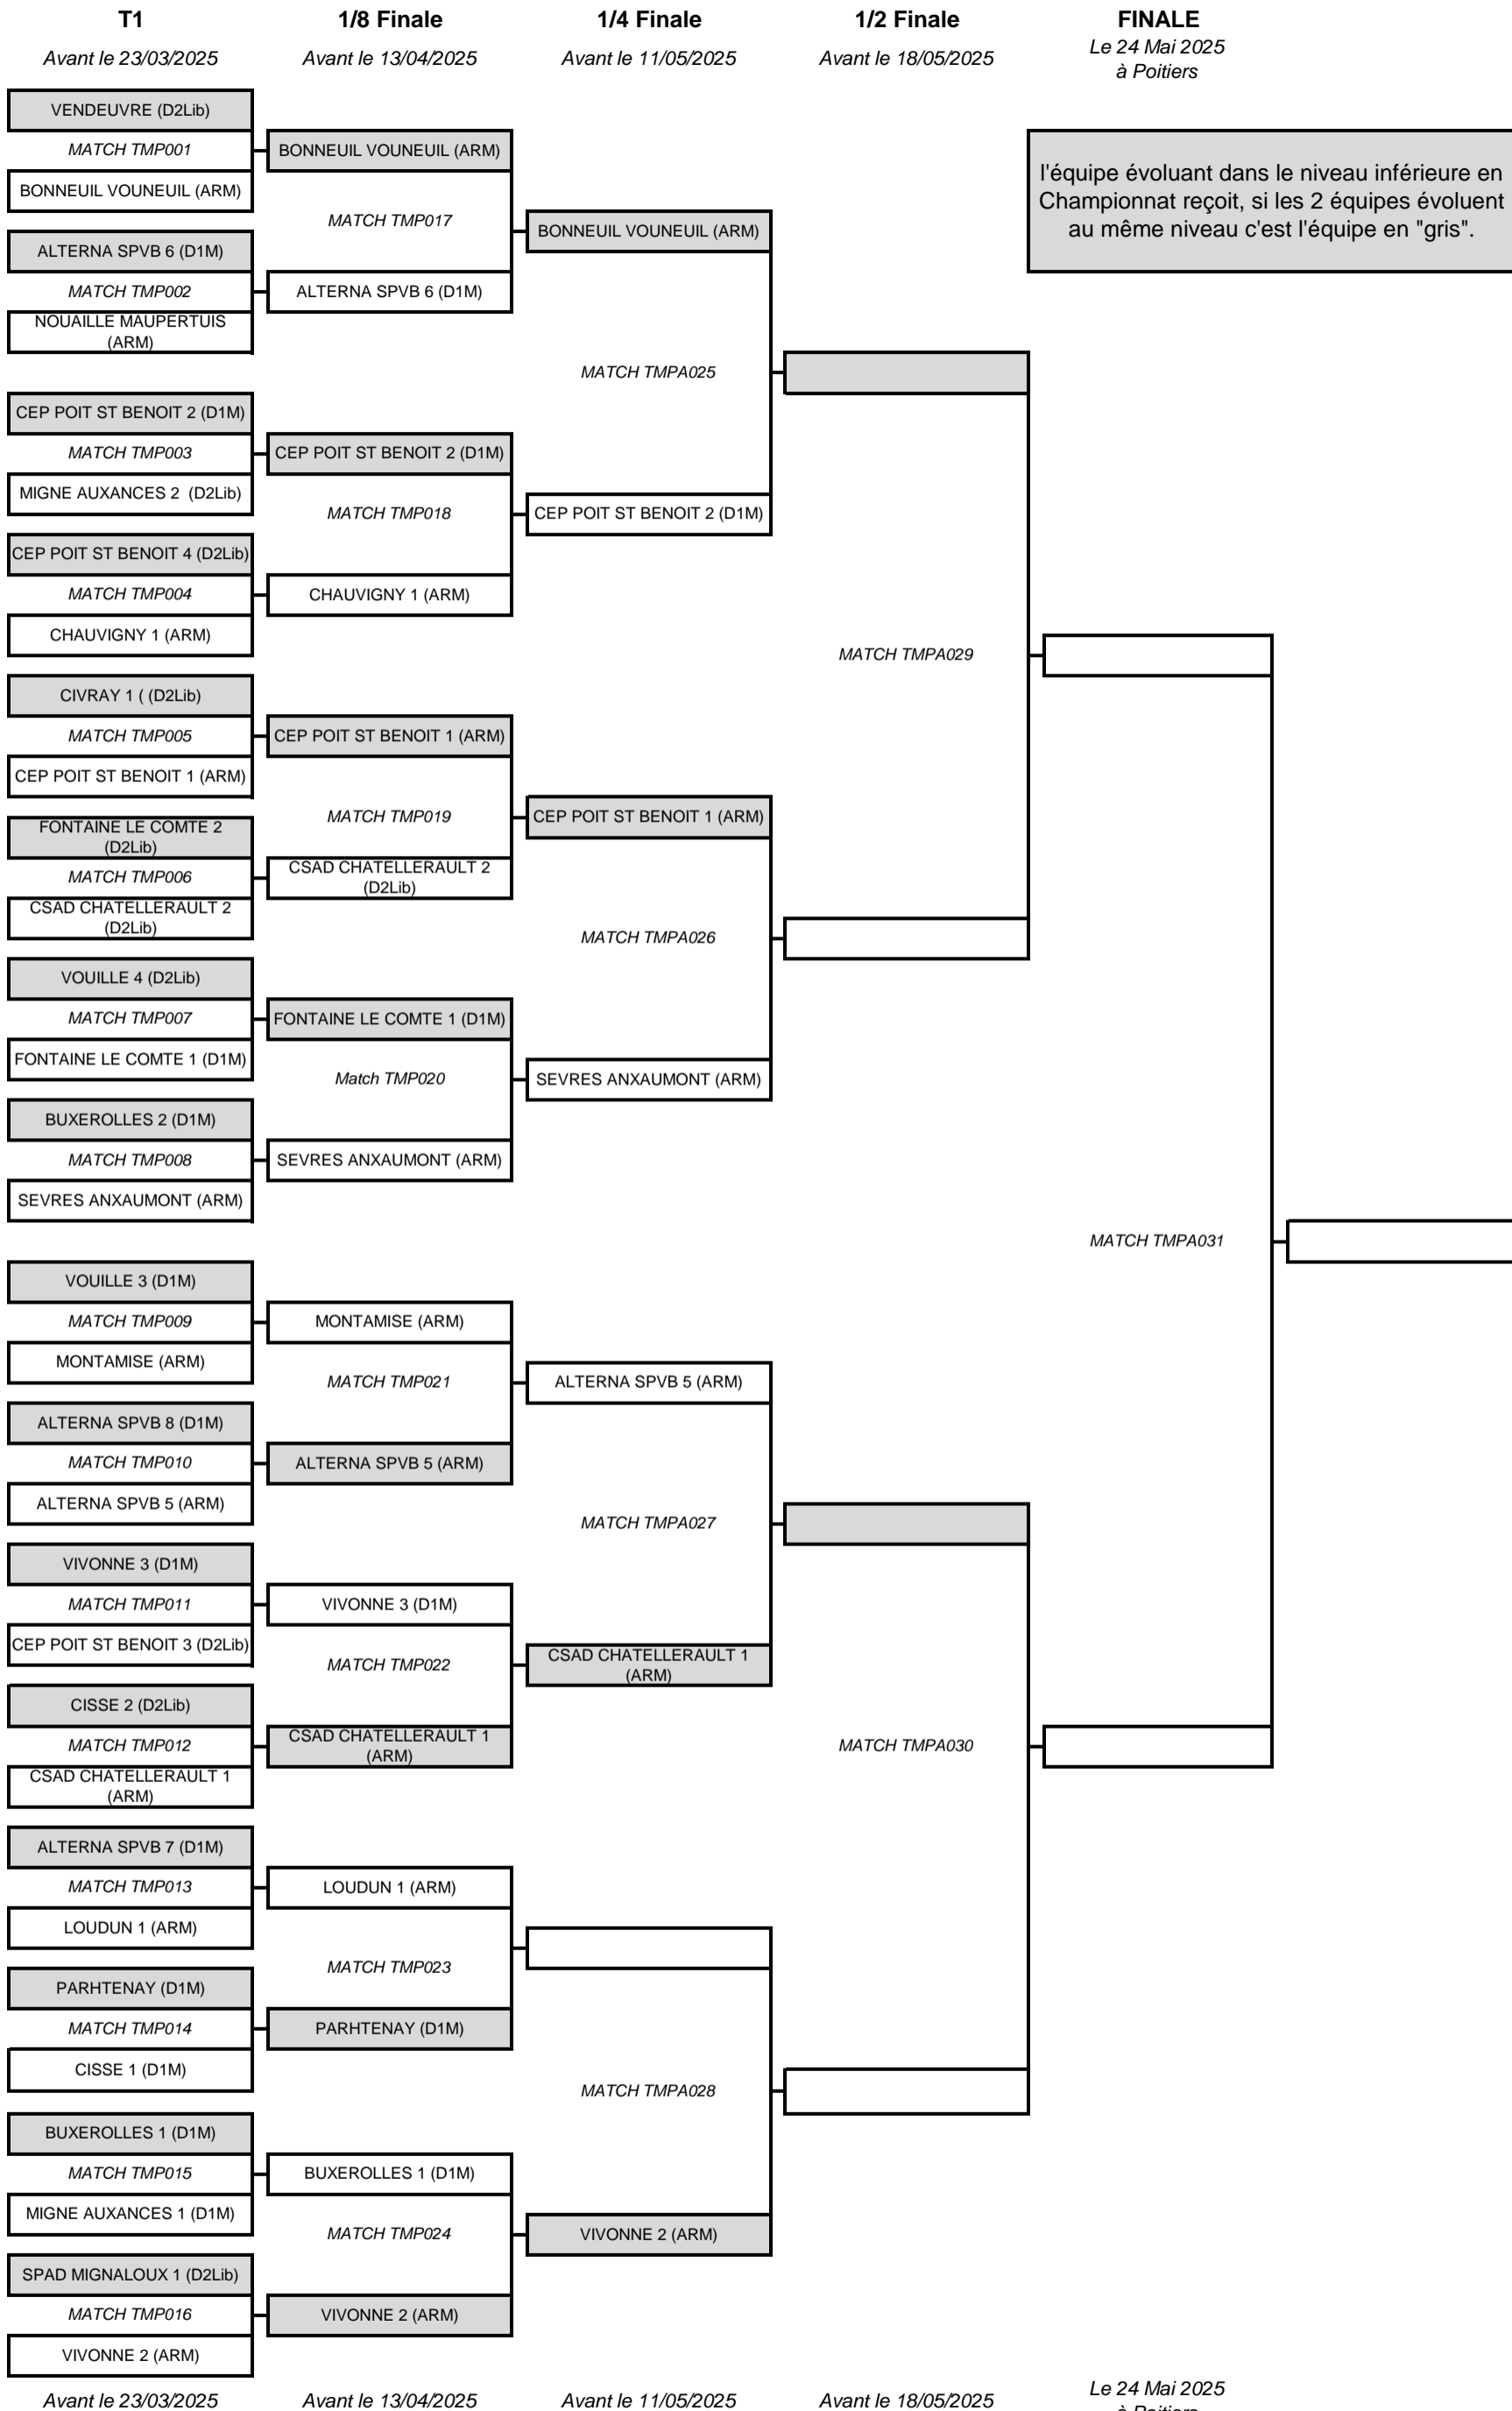 T1
1/8 Finale
1/4 Finale
1/2 Finale
FINALE
Avant le 23/03/2025
Avant le 13/04/2025
Avant le 11/05/2025
Avant le 18/05/2025
Le 24 Mai 2025
à Poitiers
l'équipe évoluant dans le niveau inférieure en
Championnat reçoit, si les 2 équipes évoluent
au même niveau c'est l'équipe en "gris".
VENDEUVRE (D2Lib)
MATCH TMP001
BONNEUIL VOUNEUIL (ARM)
ALTERNA SPVB 6 (D1M)
MATCH TMP002
NOUAILLE MAUPERTUIS
(ARM)
CEP POIT ST BENOIT 2 (D1M)
MATCH TMP003
MIGNE AUXANCES 2  (D2Lib)
CEP POIT ST BENOIT 4 (D2Lib)
MATCH TMP004
CHAUVIGNY 1 (ARM)
CIVRAY 1 ( (D2Lib)
MATCH TMP005
CEP POIT ST BENOIT 1 (ARM)
FONTAINE LE COMTE 2
(D2Lib)
MATCH TMP006
CSAD CHATELLERAULT 2
(D2Lib)
VOUILLE 4 (D2Lib)
MATCH TMP007
FONTAINE LE COMTE 1 (D1M)
BUXEROLLES 2 (D1M)
MATCH TMP008
SEVRES ANXAUMONT (ARM)
VOUILLE 3 (D1M)
MATCH TMP009
MONTAMISE (ARM)
ALTERNA SPVB 8 (D1M)
MATCH TMP010
ALTERNA SPVB 5 (ARM)
VIVONNE 3 (D1M)
MATCH TMP011
CEP POIT ST BENOIT 3 (D2Lib)
CISSE 2 (D2Lib)
MATCH TMP012
CSAD CHATELLERAULT 1
(ARM)
ALTERNA SPVB 7 (D1M)
MATCH TMP013
LOUDUN 1 (ARM)
PARHTENAY (D1M)
MATCH TMP014
CISSE 1 (D1M)
BUXEROLLES 1 (D1M)
MATCH TMP015
MIGNE AUXANCES 1 (D1M)
SPAD MIGNALOUX 1 (D2Lib)
MATCH TMP016
VIVONNE 2 (ARM)
BONNEUIL VOUNEUIL (ARM)
MATCH TMP017
ALTERNA SPVB 6 (D1M)
CEP POIT ST BENOIT 2 (D1M)
MATCH TMP018
CHAUVIGNY 1 (ARM)
CEP POIT ST BENOIT 1 (ARM)
MATCH TMP019
CSAD CHATELLERAULT 2
(D2Lib)
FONTAINE LE COMTE 1 (D1M)
Match TMP020
SEVRES ANXAUMONT (ARM)
MONTAMISE (ARM)
MATCH TMP021
ALTERNA SPVB 5 (ARM)
VIVONNE 3 (D1M)
MATCH TMP022
CSAD CHATELLERAULT 1
(ARM)
LOUDUN 1 (ARM)
MATCH TMP023
PARHTENAY (D1M)
BUXEROLLES 1 (D1M)
MATCH TMP024
VIVONNE 2 (ARM)
BONNEUIL VOUNEUIL (ARM)
MATCH TMPA025
CEP POIT ST BENOIT 2 (D1M)
CEP POIT ST BENOIT 1 (ARM)
MATCH TMPA026
SEVRES ANXAUMONT (ARM)
ALTERNA SPVB 5 (ARM)
MATCH TMPA027
CSAD CHATELLERAULT 1
(ARM)
MATCH TMPA028
VIVONNE 2 (ARM)
MATCH TMPA029
MATCH TMPA030
MATCH TMPA031
Avant le 23/03/2025
Avant le 13/04/2025
Avant le 11/05/2025
Avant le 18/05/2025
Le 24 Mai 2025
à Poitiers